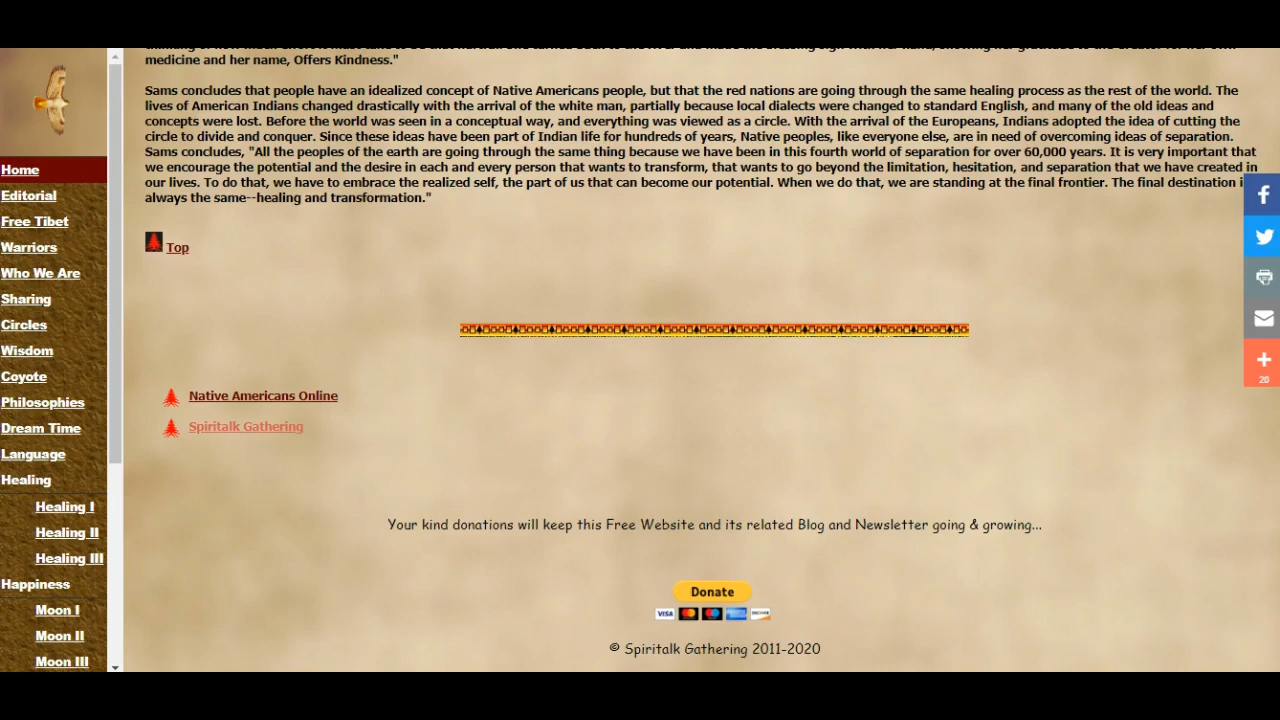 medicine and her name, Offers Kindness."
Sams concludes that people have an idealized concept of Native Americans people, but that the red nations are going through the same healing process as the rest of the world. The
lives of American Indians changed drastically with the arrival of the white man, partially because local dialects were changed to standard English, and many of the old ideas and
concepts were lost. Before the world was seen in a conceptual way, and everything was viewed as a circle. With the arrival of the Europeans, Indians adopted the idea of cutting the
circle to divide and conquer. Since these ideas have been part of Indian life for hundreds of years, Native peoples, like everyone else, are in need of overcoming ideas of separation.
Sams concludes, "All the peoples of the earth are going through the same thing because we have been in this fourth world of separation for over 60,000 years. It is very important that
we encourage the potential and the desire in each and every person that wants to transform, that wants to go beyond the limitation, hesitation, and separation that we have created in
our lives. To do that, we have to embrace the realized self, the part of us that can become our potential. When we do that, we are standing at the final frontier. The final destination i
always the same--healing and transformation."
Top
Native Americans Online
Spiritalk Gathering
Your kind donations will keep this Free Website and its related Blog and Newsletter going & growing...
Donate
VISA
© Spiritalk Gathering 2011-2020
Home
Editorial
Free Tibet
Warriors
Who We Are
Sharing
Circles
Wisdom
Coyote
Philosophies
Dream Time
Language
Healing
Healing I
Healing II
Healing III
Happiness
Moon I
Moon II
Moon III
20